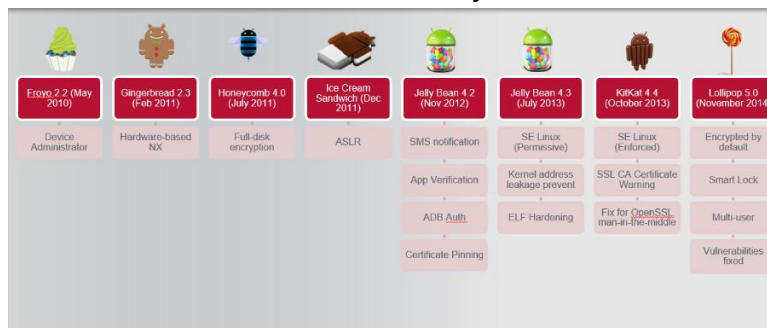 Froyo 2.2 (May
2010)
Gingerbread 2.3
(Feb 2011)
Honeycomb 4.0
(July 2011)
Ice Cream
Sandwich (Dec
2011)
Jelly Bean 4.2
(Nov 2012)
Jelly Bean 4.3
(July 2013)
KitKat 4.4
(October 2013)
Lollipop 5.0
(November 2014
Device
Administrator
Hardware-based
NX
Full-disk
encryption
ASLR
SMS notification
SE Linux
(Permissive)
SE Linux
(Enforced)
Encrypted by
default
App Verification
Kernel address
leakage prevent
SSL CA Certificate
Warning
Smart Lock
ADB Auth
ELF Hardening
Fix for OpenSSL
man-in-the-middle
Multi-user
Certificate Pinning
Vulnerabilities
fixed